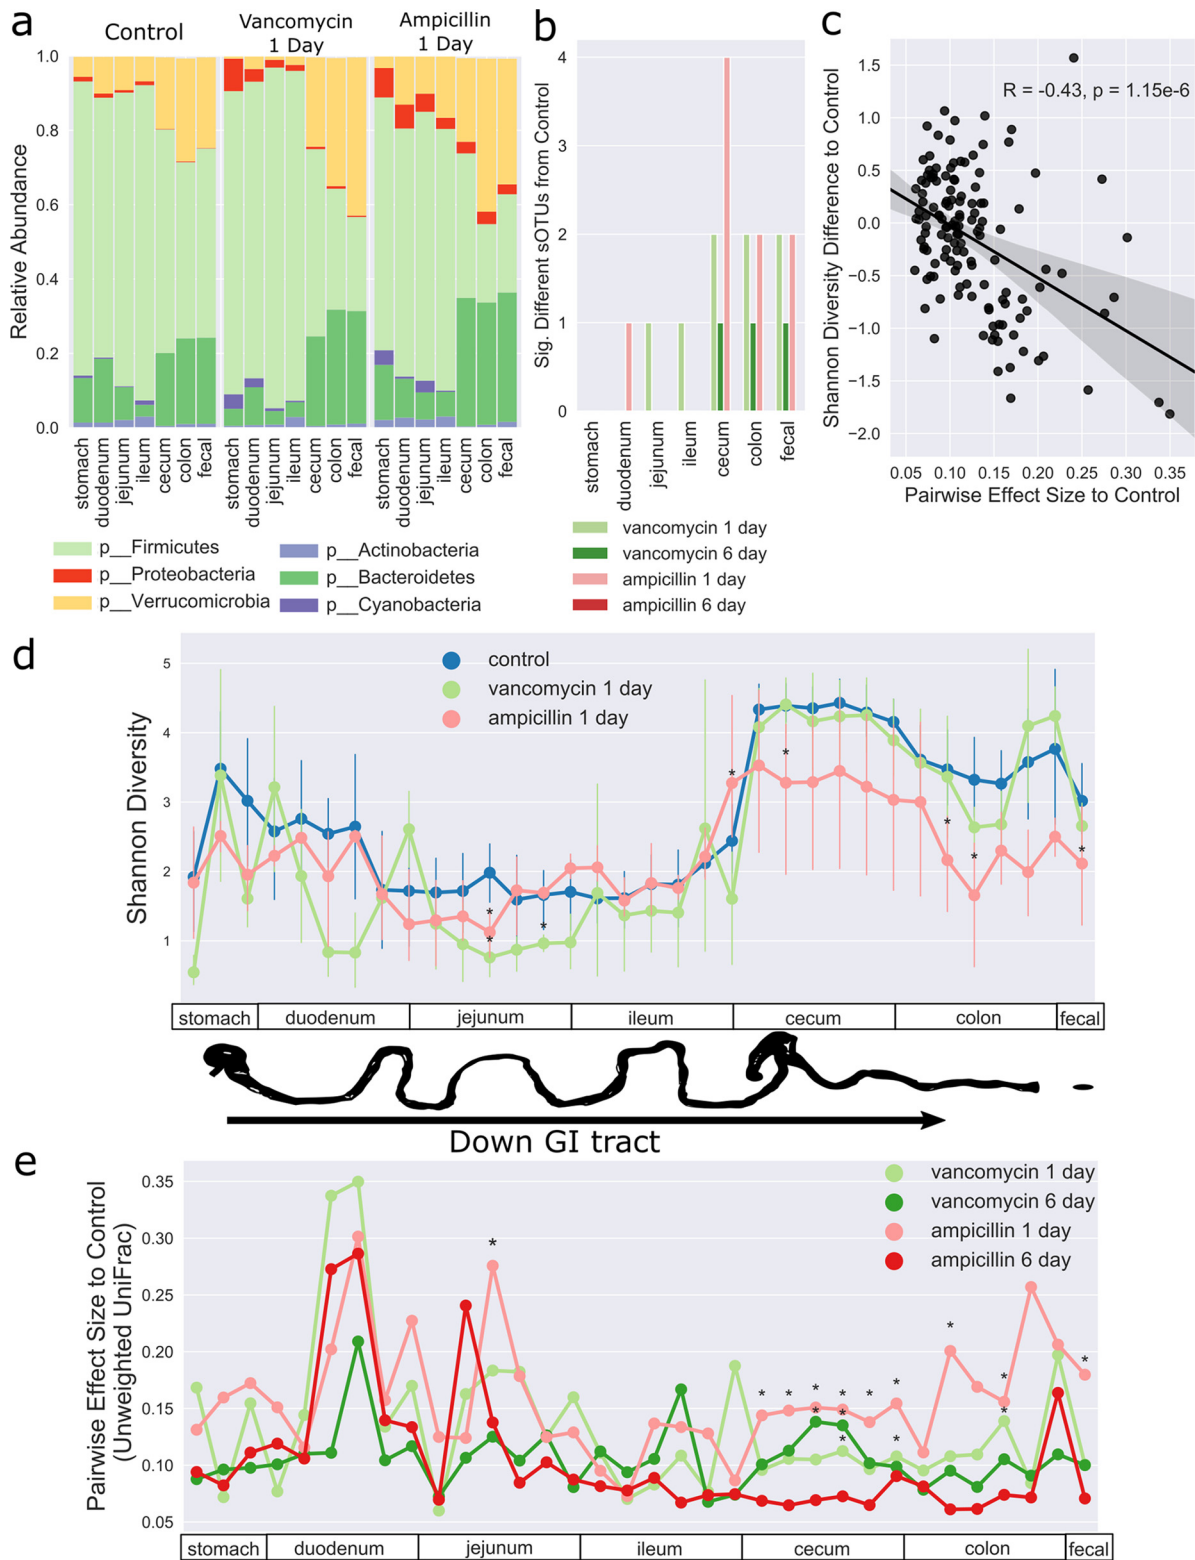 a
Control
Vancomycin
1 Day
Ampicillin
1 Day
1.0
0.8
0.6
0.4
0.2
0.0
Relative Abundance
stomach
duodenum
jejunum
ileum
cecum
colon
fecal
stomach
duodenum
jejunum
ileum
cecum
colon
fecal
stomach
duodenum
jejunum
ileum
cecum
colon
fecal
p__Firmicutes
p__Proteobacteria
p__Verrucomicrobia
p__Actinobacteria
p__Bacteroidetes
p__Cyanobacteria
b
4
3
2
1
0
Sig. Different sOTUs from Control
stomach
duodenum
jejunum
ileum
cecum
colon
fecal
vancomycin 1 day
vancomycin 6 day
ampicillin 1 day
ampicillin 6 day
c
R = -0.43, p = 1.15e-6
1.5
1.0
0.5
0.0
−0.5
−1.0
−1.5
−2.0
Shannon Diversity Difference to Control
0.05 0.10 0.15 0.20 0.25 0.30 0.35
Pairwise Effect Size to Control
d
control
vancomycin 1 day
ampicillin 1 day
5
4
3
2
1
Shannon Diversity
* * * * * * * *
stomach duodenum jejunum ileum cecum colon fecal
Down GI tract
e
vancomycin 1 day
vancomycin 6 day
ampicillin 1 day
ampicillin 6 day
0.35
0.30
0.25
0.20
0.15
0.10
0.05
Pairwise Effect Size to Control
(Unweighted UniFrac)
* * * * * * * * * * * * * * *
stomach duodenum jejunum ileum cecum colon fecal